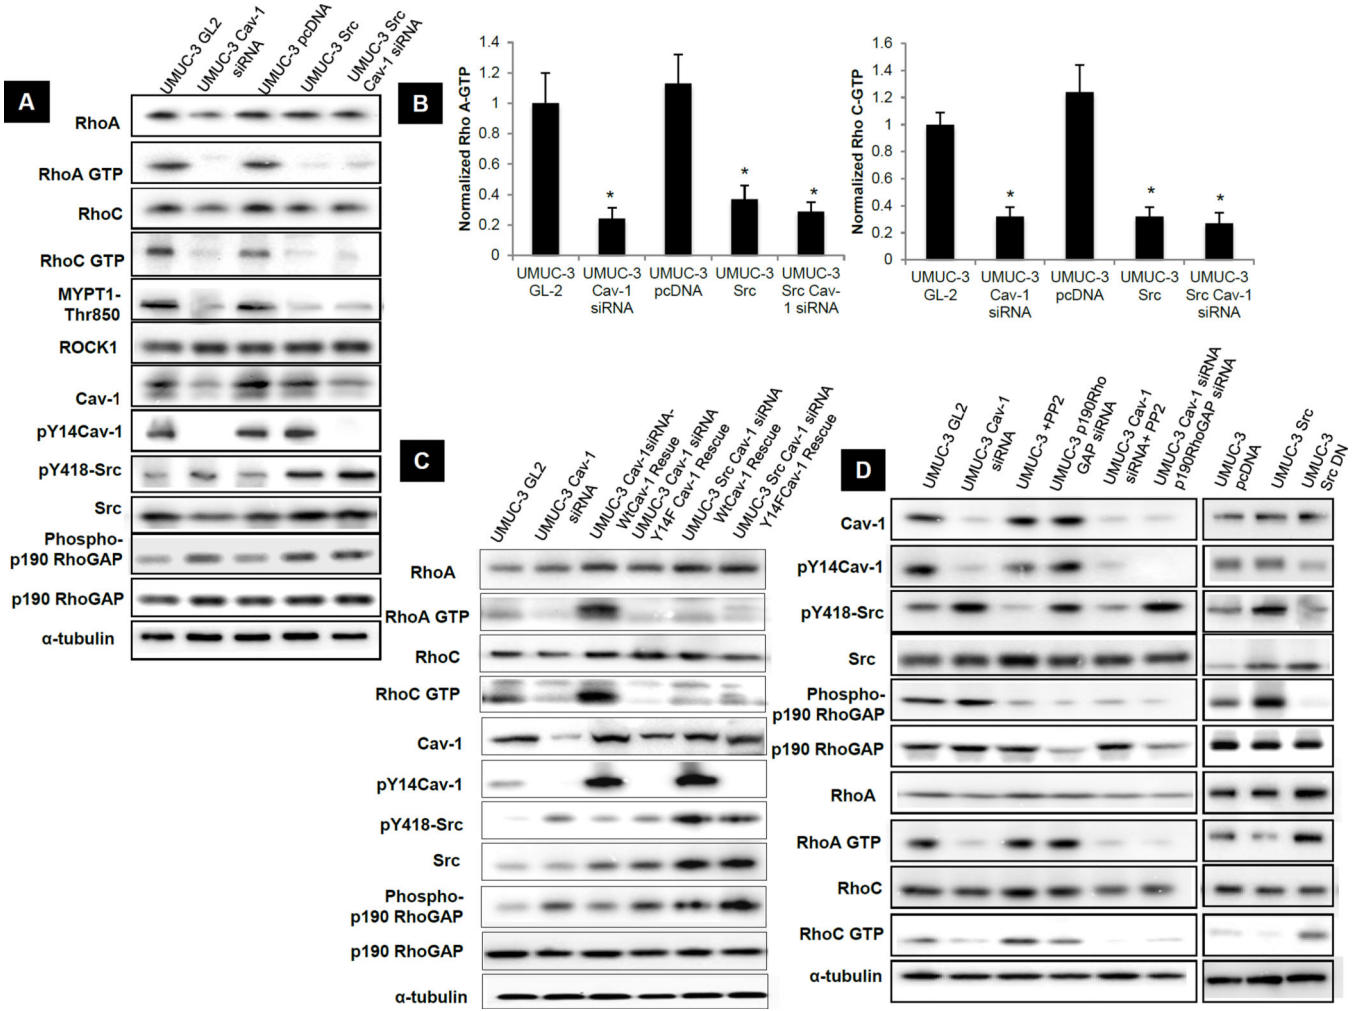 A
UMUC-3 GL2
UMUC-3 Cav-1
siRNA
UMUC-3 pcDNA
UMUC-3 Src
UMUC-3 Src
Cav-1 siRNA
RhoA
RhoA GTP
RhoC
RhoC GTP
MYPT1-
Thr850
ROCK1
Cav-1
pY14Cav-1
pY418-Src
Src
Phospho-
p190 RhoGAP
p190 RhoGAP
α-tubulin
B
Normalized Rho A-GTP
1.4
1.2
1
0.8
0.6
0.4
0.2
0
*
*
*
UMUC-3
GL-2
UMUC-3
Cav-1
siRNA
UMUC-3
pcDNA
UMUC-3
Src
UMUC-3
Src Cav-
1 siRNA
Normalized Rho C-GTP
1.6
1.4
1.2
1
0.8
0.6
0.4
0.2
0
*
*
*
UMUC-3
GL-2
UMUC-3
Cav-1
siRNA
UMUC-3
pcDNA
UMUC-3
Src
UMUC-3
Src Cav-1
siRNA
C
UMUC-3 GL2
UMUC-3 Cav-1
siRNA
UMUC-3 Cav-1siRNA-
WtCav-1 Rescue
UMUC-3 Cav-1 siRNA
Y14F Cav-1 Rescue
UMUC-3 Src Cav-1 siRNA
WtCav-1 Rescue
UMUC-3 Src Cav-1 siRNA
Y14FCav-1 Rescue
RhoA
RhoA GTP
RhoC
RhoC GTP
Cav-1
pY14Cav-1
pY418-Src
Src
Phospho-
p190 RhoGAP
p190 RhoGAP
α-tubulin
D
UMUC-3 GL2
UMUC-3 Cav-1
siRNA
UMUC-3 +PP2
UMUC-3 p190Rho
GAP siRNA
UMUC-3 Cav-1
siRNA+ PP2
UMUC-3 Cav-1 siRNA
p190RhoGAP siRNA
UMUC-3
pcDNA
UMUC-3 Src
UMUC-3
Src DN
Cav-1
pY14Cav-1
pY418-Src
Src
Phospho-
p190 RhoGAP
p190 RhoGAP
RhoA
RhoA GTP
RhoC
RhoC GTP
α-tubulin